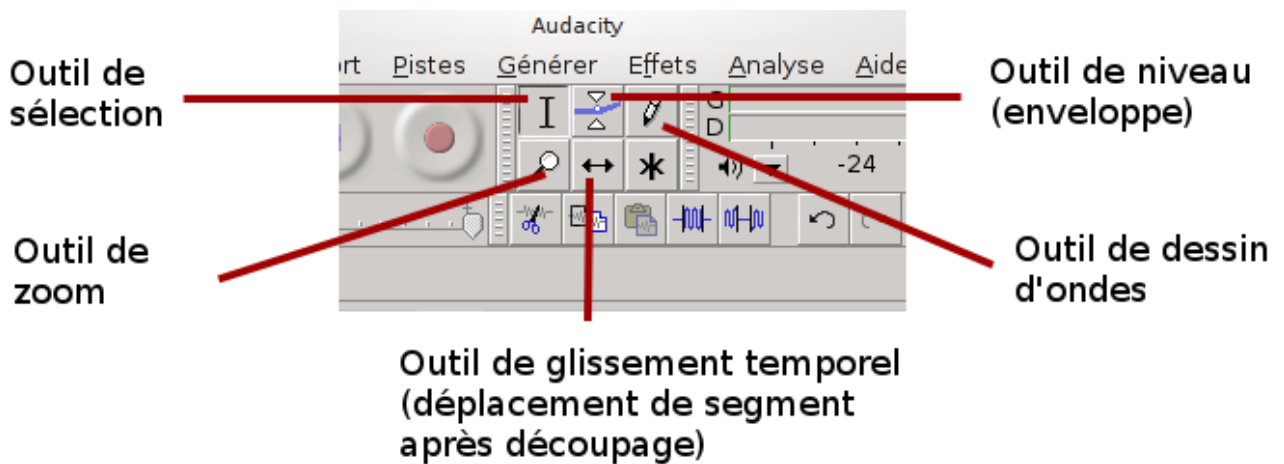 Audacity
ort Pistes Générer Effets Analyse Aide
Outil de
sélection
Outil de niveau
(enveloppe)
G
D
-24
Outil de
zoom
Outil de dessin
d'ondes
Outil de glissement temporel
(déplacement de segment
après découpage)